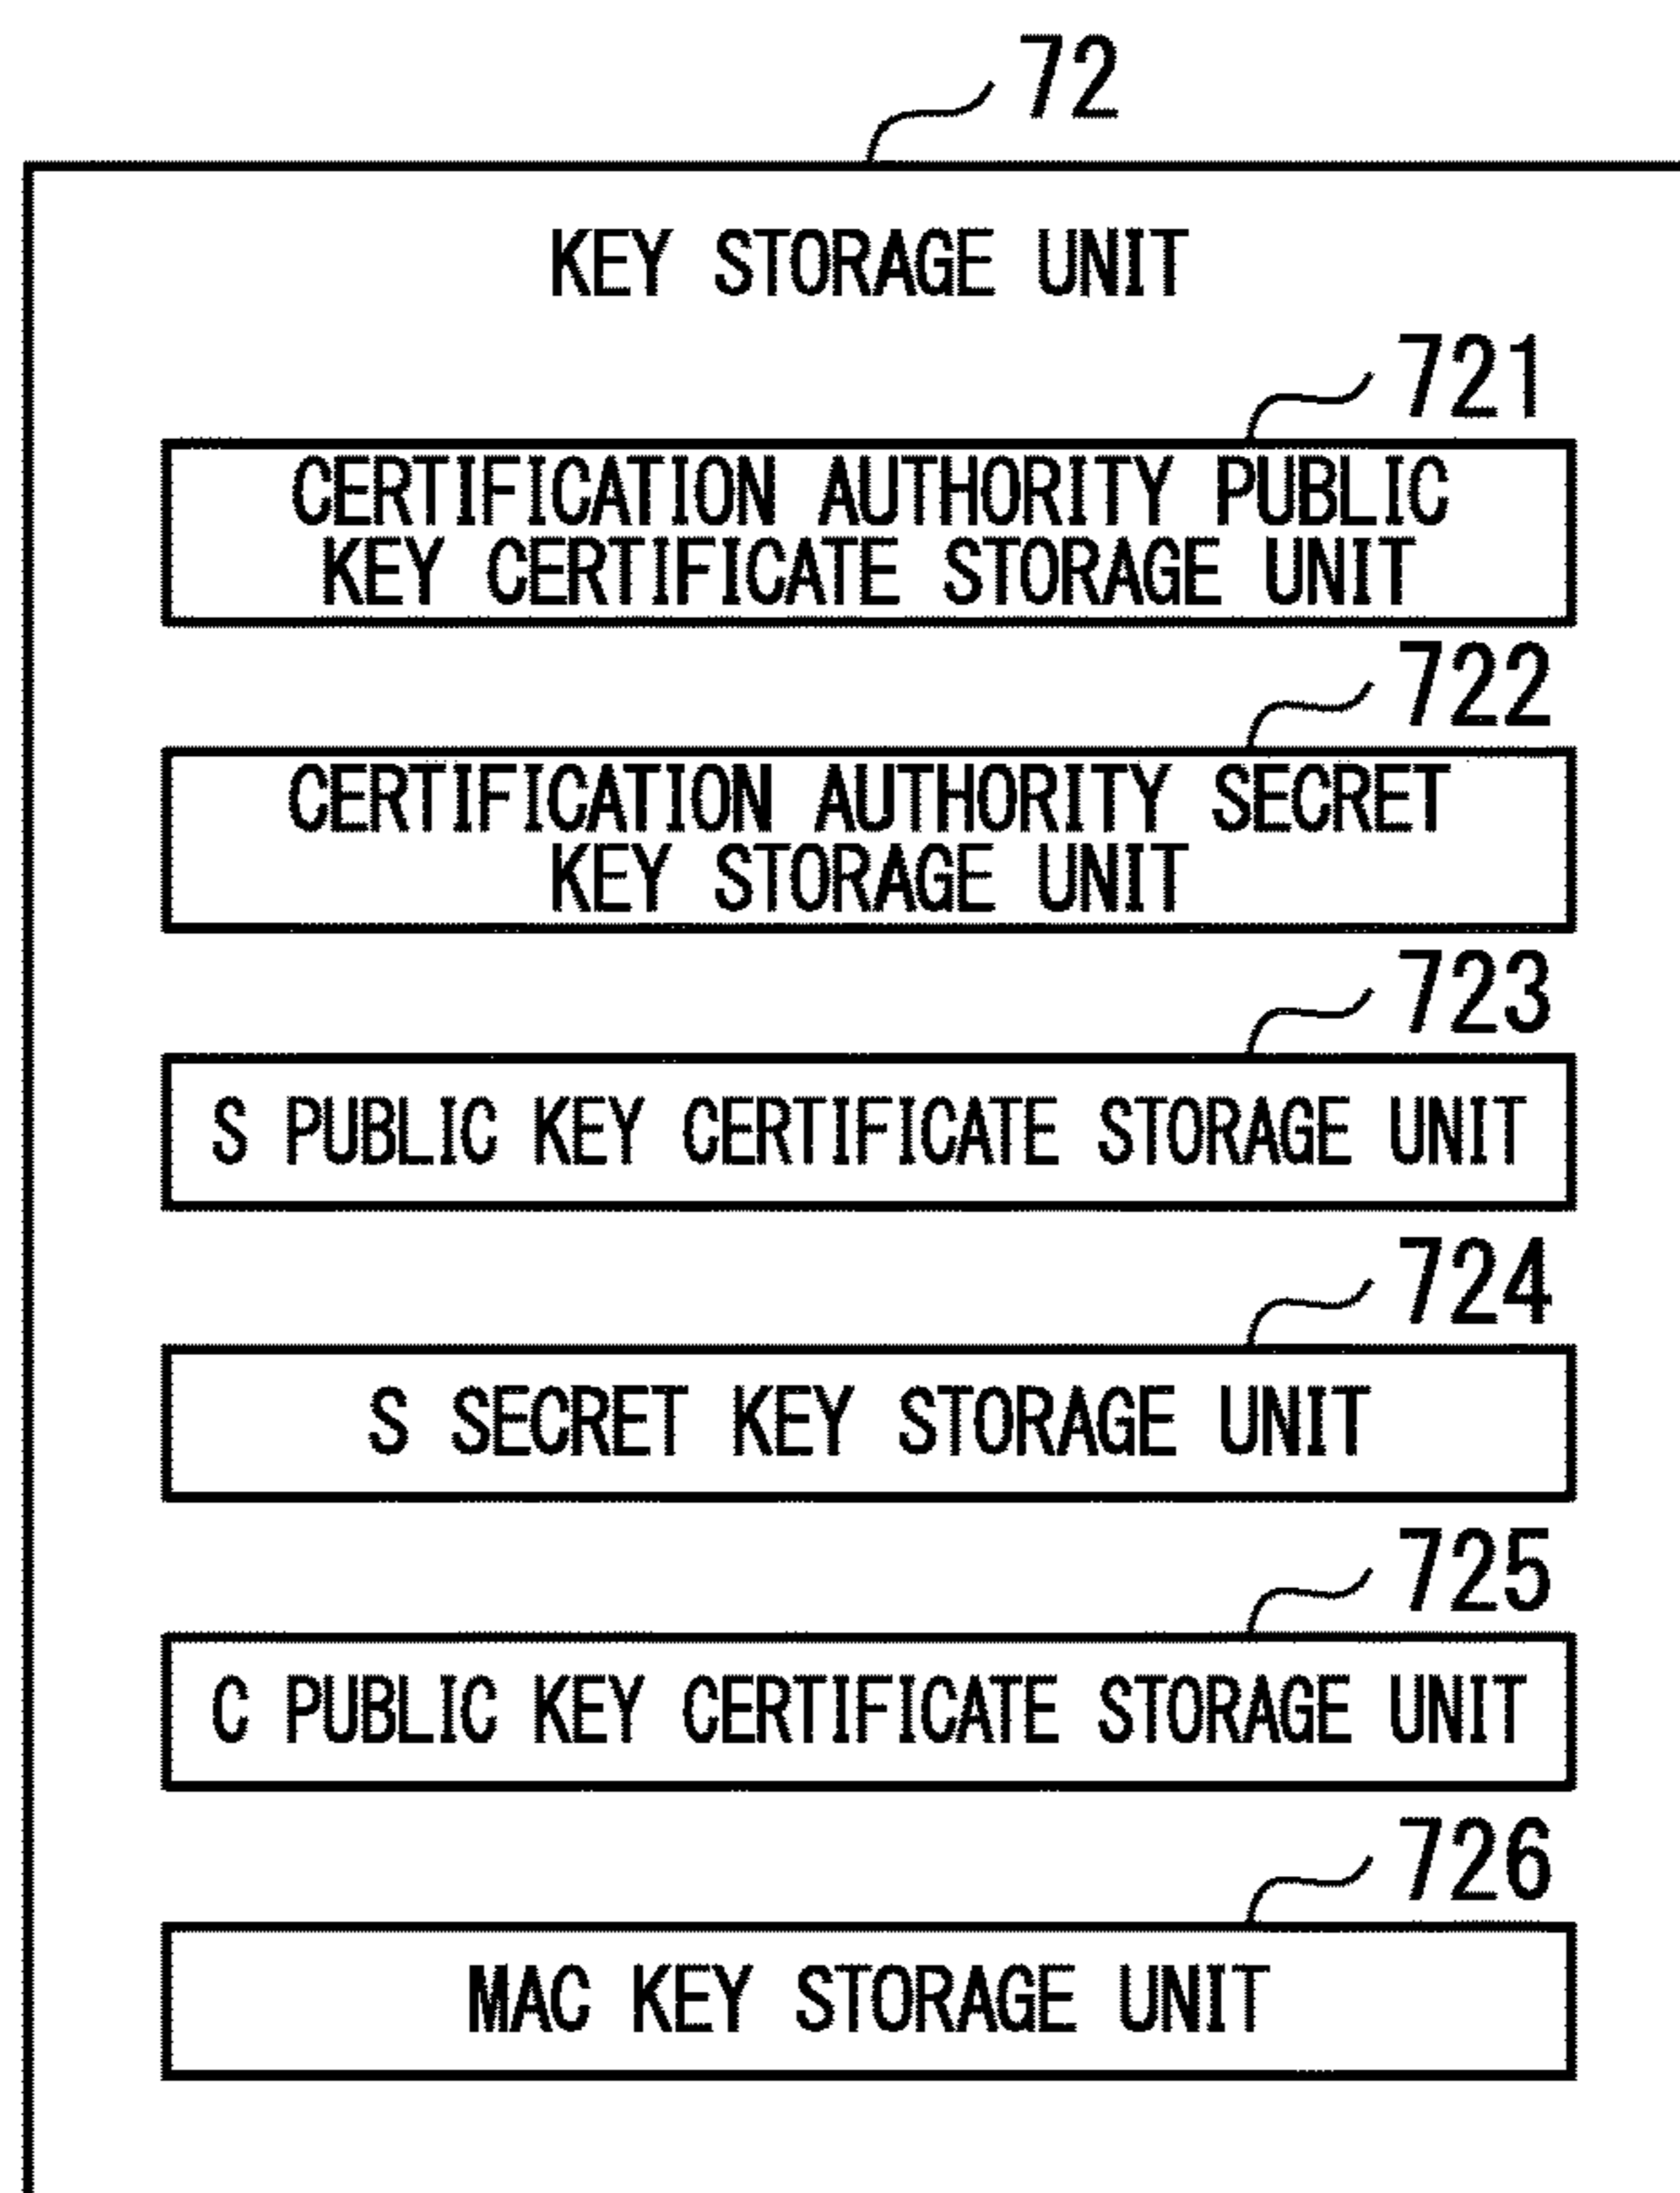 72
KEY STORAGE UNIT
721
CERTIFICATION AUTHORITY PUBLIC
KEY CERTIFICATE STORAGE UNIT
722
CERTIFICATION AUTHORITY SECRET
KEY STORAGE UNIT
723
S PUBLIC KEY CERTIFICATE STORAGE UNIT
724
S SECRET KEY STORAGE UNIT
725
C PUBLIC KEY CERTIFICATE STORAGE UNIT
726
MAC KEY STORAGE UNIT